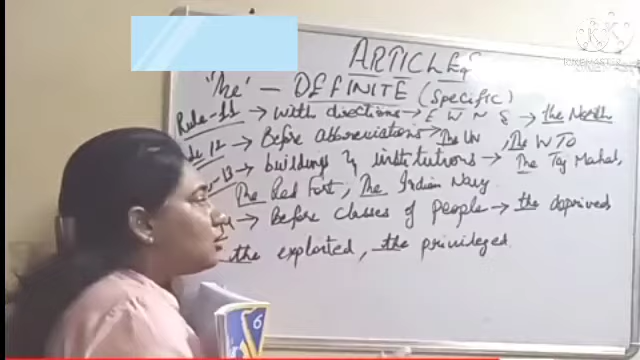 ARTICLES
"The" - DEFINITE (Specific)
Rule-11 → With directions → E W N S → the North
12 → Before abbreviations → The UN, The WTO
13 → buildings & institutions → The Taj Mahal,
The Red Fort, The Indian Navy
→ Before classes of People → the deprived
the exploited, the privileged
6
KINEMASTER